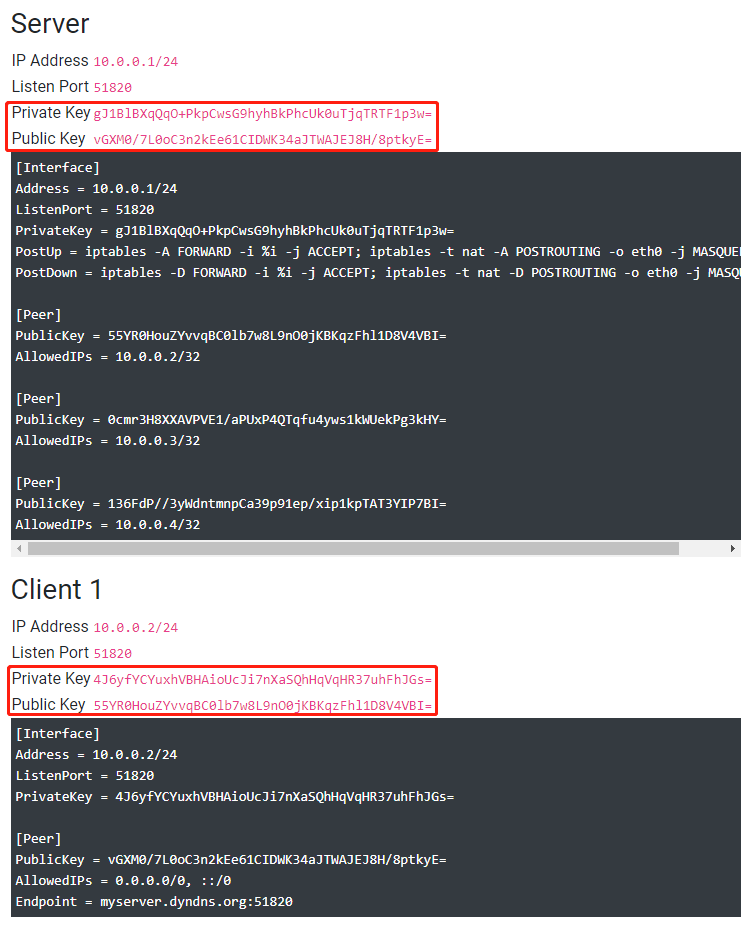 Server
IP Address 10.0.0.1/24
Listen Port 51820
Private Key gJ1BlBXqQqO+PkpCwsG9hyhBkPhcUk0uTjqTRTF1p3w=
Public Key vGXM0/7L0oC3n2kEe61CIDWK34aJTWAJEJ8H/8ptkyE=
[Interface]
Address = 10.0.0.1/24
ListenPort = 51820
PrivateKey = gJ1BlBXqQqO+PkpCwsG9hyhBkPhcUk0uTjqTRTF1p3w=
PostUp = iptables -A FORWARD -i %i -j ACCEPT; iptables -t nat -A POSTROUTING -o eth0 -j MASQUE
PostDown = iptables -D FORWARD -i %i -j ACCEPT; iptables -t nat -D POSTROUTING -o eth0 -j MASQ
[Peer]
PublicKey = 55YR0HouZYvvqBC0lb7w8L9nO0jKBKqzFhl1D8V4VBI=
AllowedIPs = 10.0.0.2/32
[Peer]
PublicKey = 0cmr3H8XXAVPVE1/aPUxP4QTqfu4yws1kWUekPg3kHY=
AllowedIPs = 10.0.0.3/32
[Peer]
PublicKey = 136FdP//3yWdntmnpCa39p91ep/xip1kpTAT3YIP7BI=
AllowedIPs = 10.0.0.4/32
Client 1
IP Address 10.0.0.2/24
Listen Port 51820
Private Key 4J6yfYCYuxhVBHAioUcJi7nXaSQhHqVqHR37uhFhJGs=
Public Key 55YR0HouZYvvqBC0lb7w8L9nO0jKBKqzFhl1D8V4VBI=
[Interface]
Address = 10.0.0.2/24
ListenPort = 51820
PrivateKey = 4J6yfYCYuxhVBHAioUcJi7nXaSQhHqVqHR37uhFhJGs=
[Peer]
PublicKey = vGXM0/7L0oC3n2kEe61CIDWK34aJTWAJEJ8H/8ptkyE=
AllowedIPs = 0.0.0.0/0, ::/0
Endpoint = myserver.dyndns.org:51820